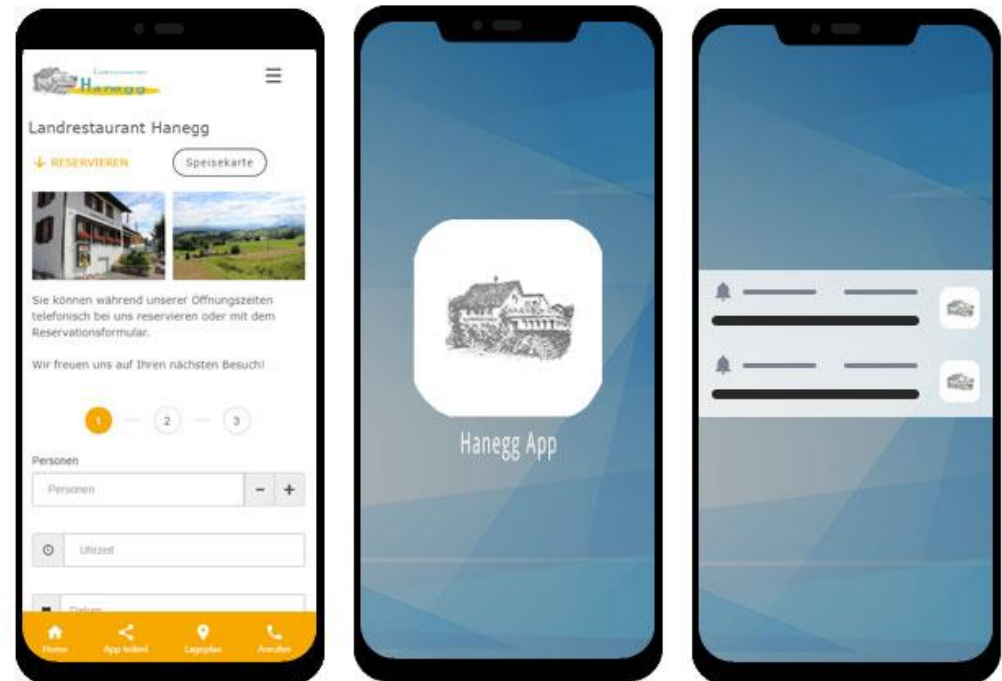 Landrestaurant
Hanegg
Landrestaurant Hanegg
RESERVIEREN
Speisekarte
Sie können während unserer Öffnungszeiten
telefonisch bei uns reservieren oder mit dem
Reservationsformular.
Wir freuen uns auf Ihren nächsten Besuch!
1
2
3
Personen
Personen
Uhrzeit
Datum
Home
App teilen!
Lageplan
Anrufen
Hanegg App